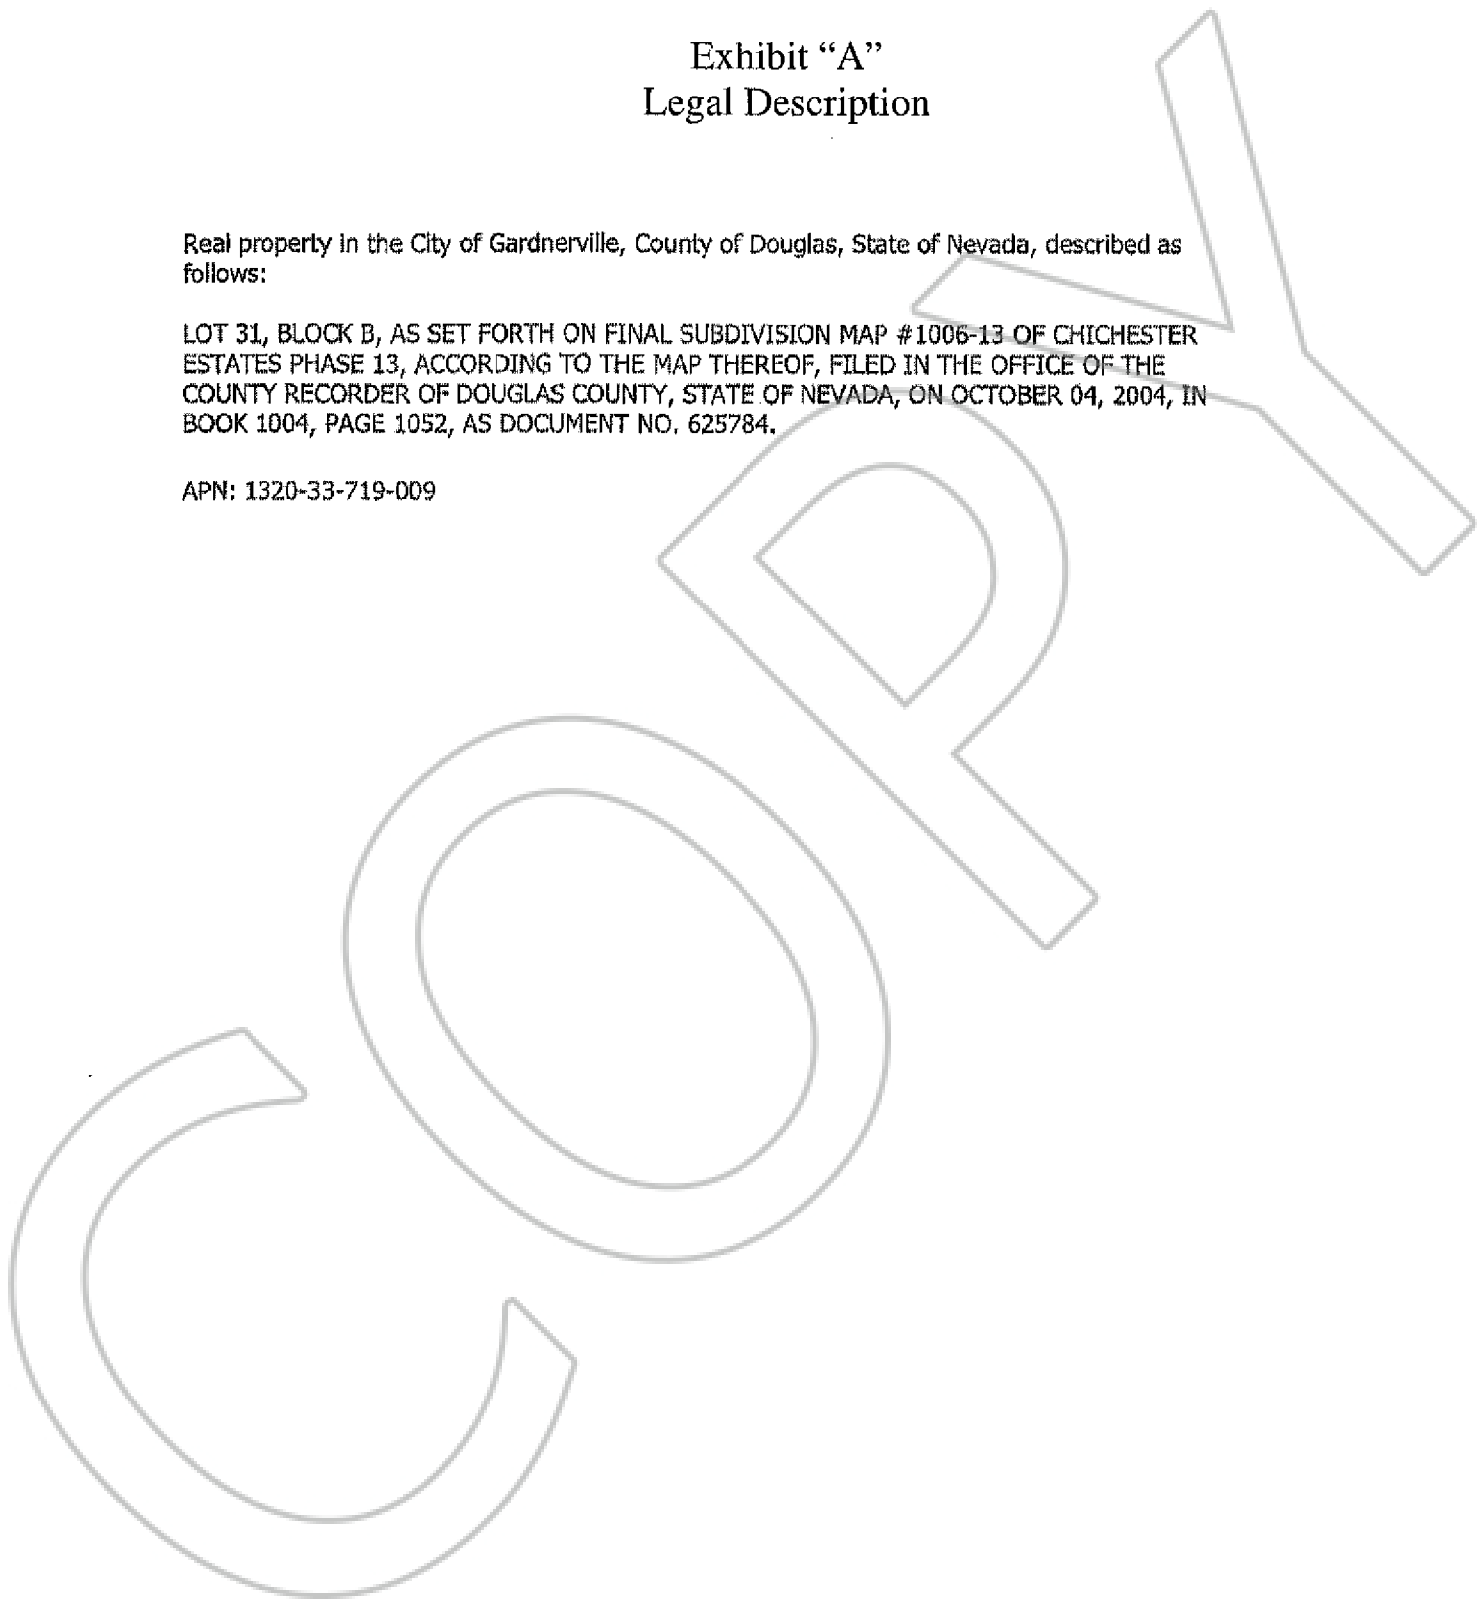 Exhibit “A”
Legal Description
Real property in the City of Gardnerville, County of Douglas, State of Nevada, described as
follows:
LOT 31, BLOCK B, AS SET FORTH ON FINAL SUBDIVISION MAP #1006-13 OF CHICHESTER
ESTATES PHASE 13, ACCORDING TO THE MAP THEREOF, FILED IN THE OFFICE OF THE
COUNTY RECORDER OF DOUGLAS COUNTY, STATE OF NEVADA, ON OCTOBER 04, 2004, IN
BOOK 1004, PAGE 1052, AS DOCUMENT NO. 625784.
APN: 1320-33-719-009
COPY